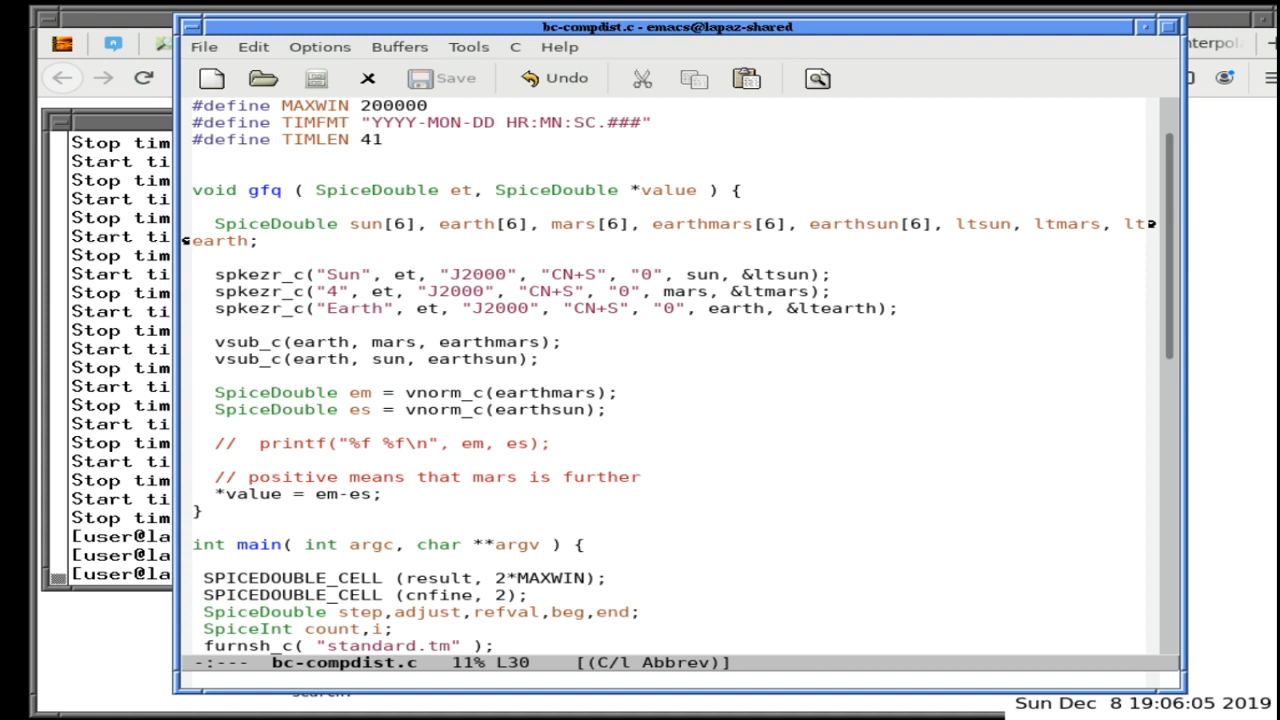 bc-compdist.c - emacs@lapaz-shared
File Edit Options Buffers Tools C Help
Save Undo
#define MAXWIN 200000
#define TIMFMT "YYYY-MON-DD HR:MN:SC.###"
#define TIMLEN 41
void gfq ( SpiceDouble et, SpiceDouble *value ) {
SpiceDouble sun[6], earth[6], mars[6], earthmars[6], earthsun[6], ltsun, ltmars, lt
earth;
spkezr_c("Sun", et, "J2000", "CN+S", "0", sun, &ltsun);
spkezr_c("4", et, "J2000", "CN+S", "0", mars, &ltmars);
spkezr_c("Earth", et, "J2000", "CN+S", "0", earth, &ltearth);
vsub_c(earth, mars, earthmars);
vsub_c(earth, sun, earthsun);
SpiceDouble em = vnorm_c(earthmars);
SpiceDouble es = vnorm_c(earthsun);
//  printf("%f %f\n", em, es);
// positive means that mars is further
*value = em-es;
}
int main( int argc, char **argv ) {
SPICEDOUBLE_CELL (result, 2*MAXWIN);
SPICEDOUBLE_CELL (cnfine, 2);
SpiceDouble step,adjust,refval,beg,end;
SpiceInt count,i;
furnsh_c( "standard.tm" );
-:--- bc-compdist.c 11% L30 [(C/l Abbrev)]
Stop tim
Start ti
Stop tim
Start ti
Stop tim
Start ti
Stop tim
Start ti
Stop tim
Start ti
Stop tim
Start ti
Stop tim
Start ti
Stop tim
Start ti
Stop tim
Start ti
Stop tim
Start ti
Stop tim
[user@la
[user@la
[user@la
nterpol
Sun Dec  8 19:06:05 2019